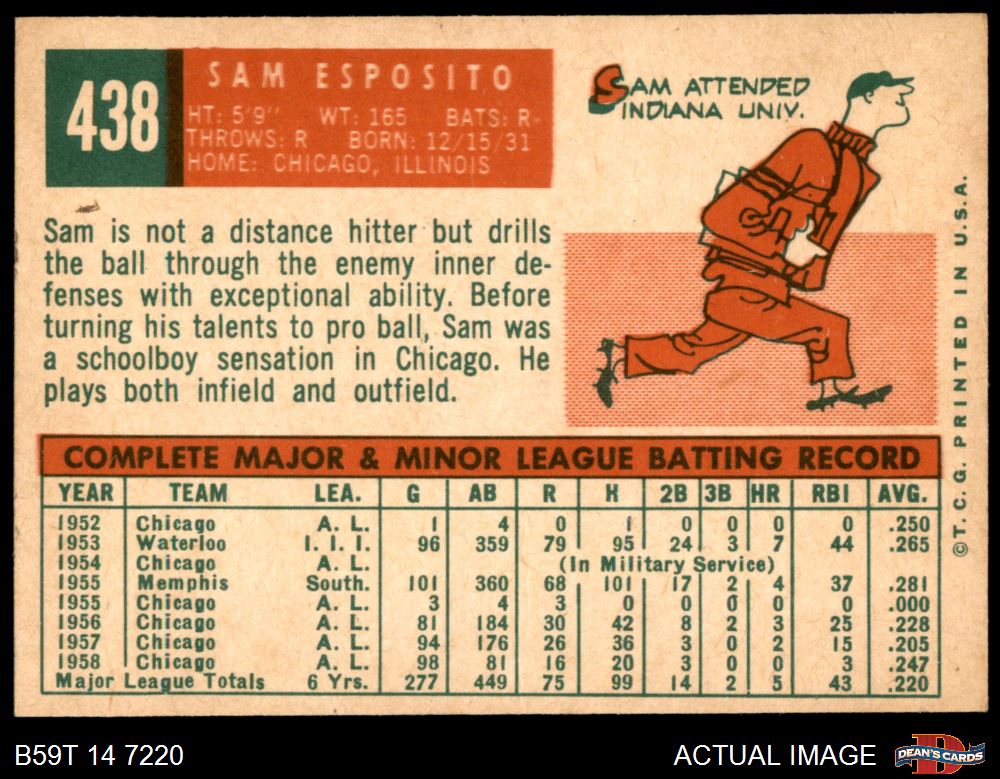 438
SAM ESPOSITO
HT: 5'9" WT: 165 BATS: R-
THROWS: R BORN: 12/15/31
HOME: CHICAGO, ILLINOIS
SAM ATTENDED
INDIANA UNIV.
Sam is not a distance hitter but drills
the ball through the enemy inner de-
fenses with exceptional ability. Before
turning his talents to pro ball, Sam was
a schoolboy sensation in Chicago. He
plays both infield and outfield.
©T. C. G. PRINTED IN U.S.A.
COMPLETE MAJOR & MINOR LEAGUE BATTING RECORD
YEAR TEAM LEA. G AB R H 2B 3B HR RBI AVG.
1952 Chicago A. L. 1 4 0 1 0 0 0 0 .250
1953 Waterloo I. I. I. 96 359 79 95 24 3 7 44 .265
1954 Chicago A. L. (In Military Service)
1955 Memphis South. 101 360 68 101 17 2 4 37 .281
1955 Chicago A. L. 3 4 3 0 0 0 0 0 .000
1956 Chicago A. L. 81 184 30 42 8 2 3 25 .228
1957 Chicago A. L. 94 176 26 36 3 0 2 15 .205
1958 Chicago A. L. 98 81 16 20 3 0 0 3 .247
Major League Totals 6 Yrs. 277 449 75 99 14 2 5 43 .220
B59T 14 7220
ACTUAL IMAGE
DEAN'S CARDS